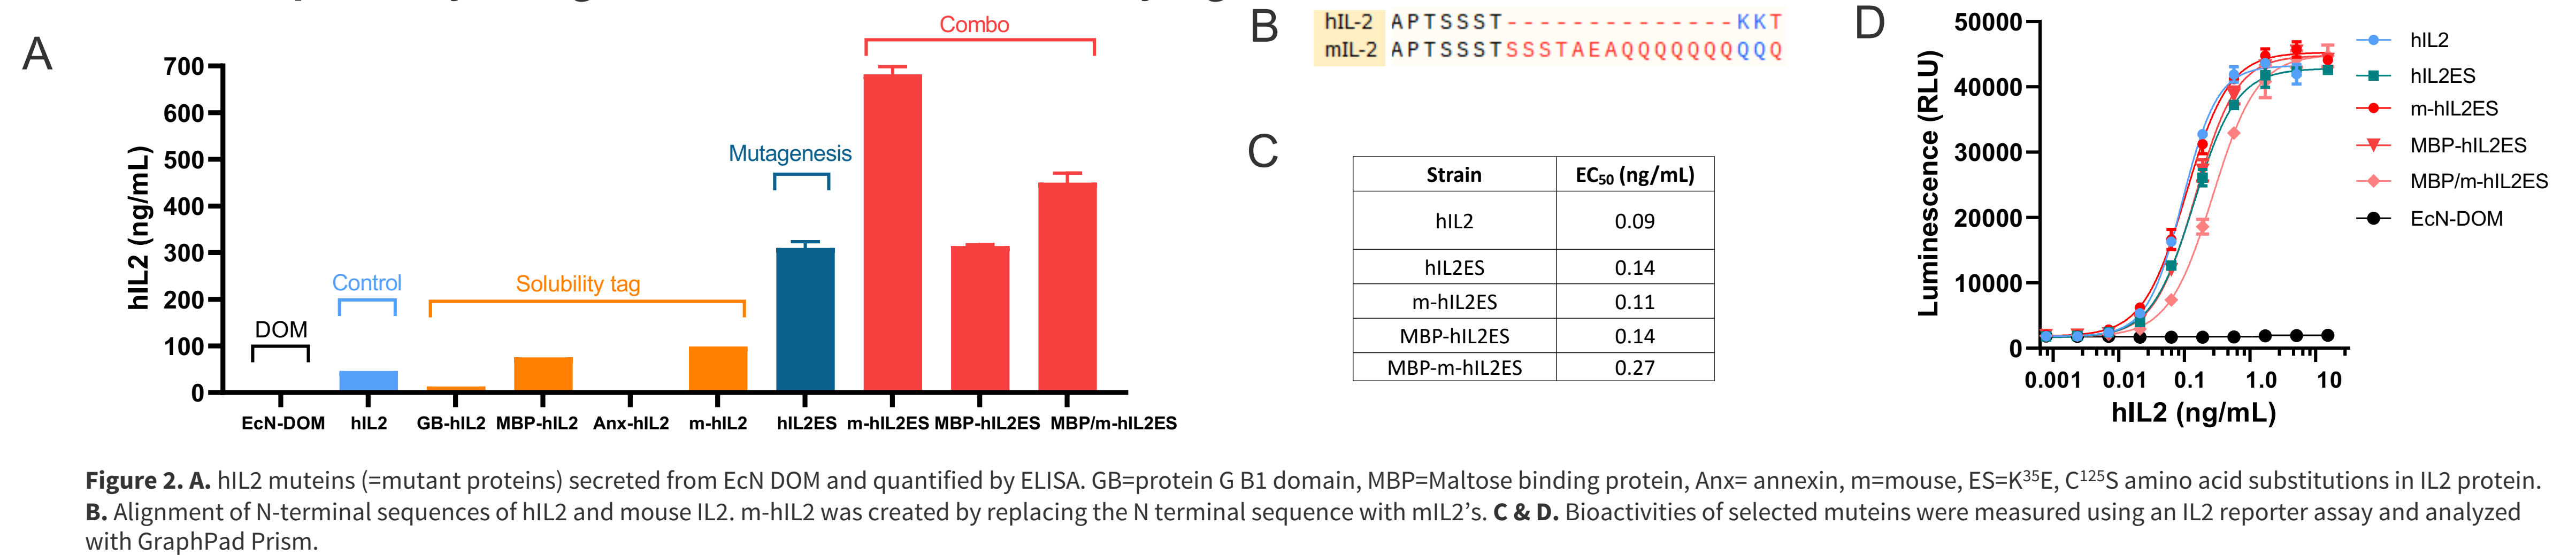 A
hIL2 (ng/mL)
700
600
500
400
300
200
100
0
DOM
Control
Solubility tag
Mutagenesis
Combo
EcN-DOM hIL2 GB-hIL2 MBP-hIL2 Anx-hIL2 m-hIL2 hIL2ES m-hIL2ES MBP-hIL2ES MBP/m-hIL2ES
B
hIL-2 APTSSST--------------KKT
mIL-2 APTSSSTSSSTAEAQQQQQQQQQQ
C
Strain EC₅₀ (ng/mL)
hIL2 0.09
hIL2ES 0.14
m-hIL2ES 0.11
MBP-hIL2ES 0.14
MBP-m-hIL2ES 0.27
D
Luminescence (RLU)
50000
40000
30000
20000
10000
0
0.001 0.01 0.1 1.0 10
hIL2 (ng/mL)
hIL2
hIL2ES
m-hIL2ES
MBP-hIL2ES
MBP/m-hIL2ES
EcN-DOM
Figure 2. A. hIL2 muteins (=mutant proteins) secreted from EcN DOM and quantified by ELISA. GB=protein G B1 domain, MBP=Maltose binding protein, Anx= annexin, m=mouse, ES=K³⁵E, C¹²⁵S amino acid substitutions in IL2 protein.
B. Alignment of N-terminal sequences of hIL2 and mouse IL2. m-hIL2 was created by replacing the N terminal sequence with mIL2’s. C & D. Bioactivities of selected muteins were measured using an IL2 reporter assay and analyzed
with GraphPad Prism.